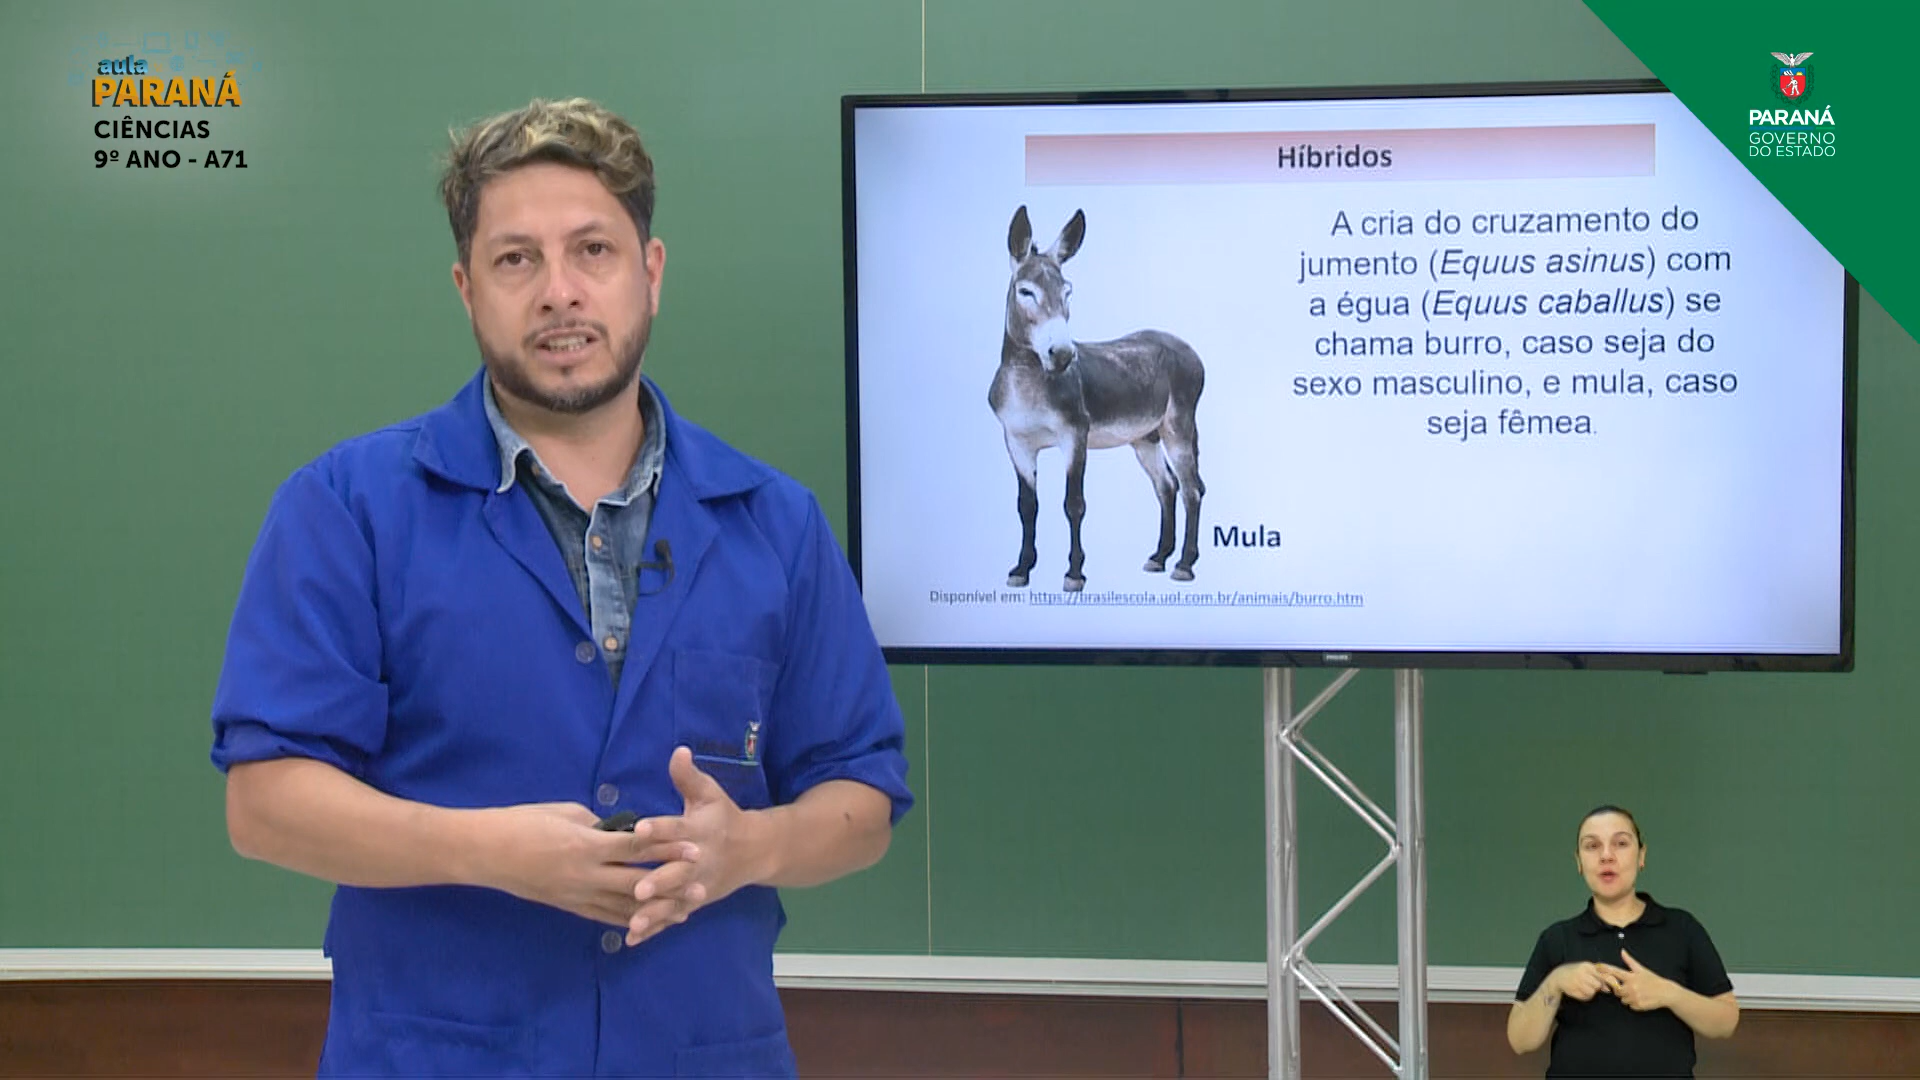 aula
PARANÁ
CIÊNCIAS
9º ANO - A71
PARANÁ
GOVERNO
DO ESTADO
Híbridos
A cria do cruzamento do
jumento (Equus asinus) com
a égua (Equus caballus) se
chama burro, caso seja do
sexo masculino, e mula, caso
seja fêmea.
Mula
Disponível em: https://brasilescola.uol.com.br/animais/burro.htm
PHILIPS